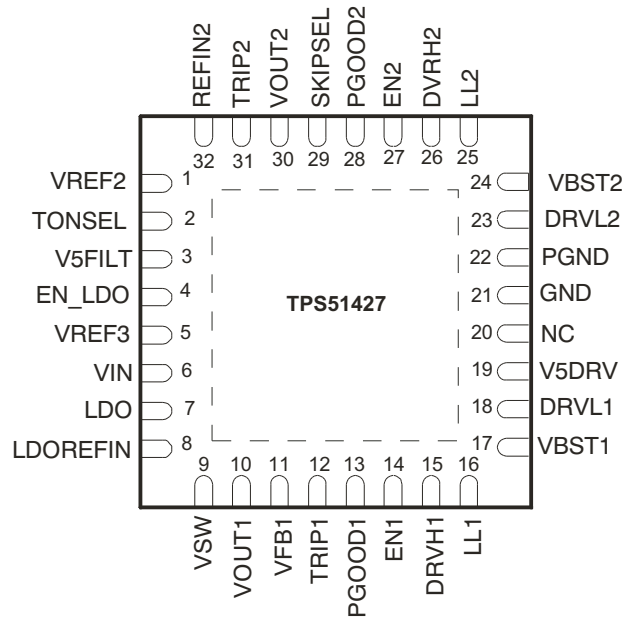 REFIN2
TRIP2
VOUT2
SKIPSEL
PGOOD2
EN2
DVRH2
LL2
32
31
30
29
28
27
26
25
VREF2 1
TONSEL 2
V5FILT 3
EN_LDO 4
VREF3 5
VIN 6
LDO 7
LDOREFIN 8
TPS51427
24 VBST2
23 DRVL2
22 PGND
21 GND
20 NC
19 V5DRV
18 DRVL1
17 VBST1
9
10
11
12
13
14
15
16
VSW
VOUT1
VFB1
TRIP1
PGOOD1
EN1
DRVH1
LL1